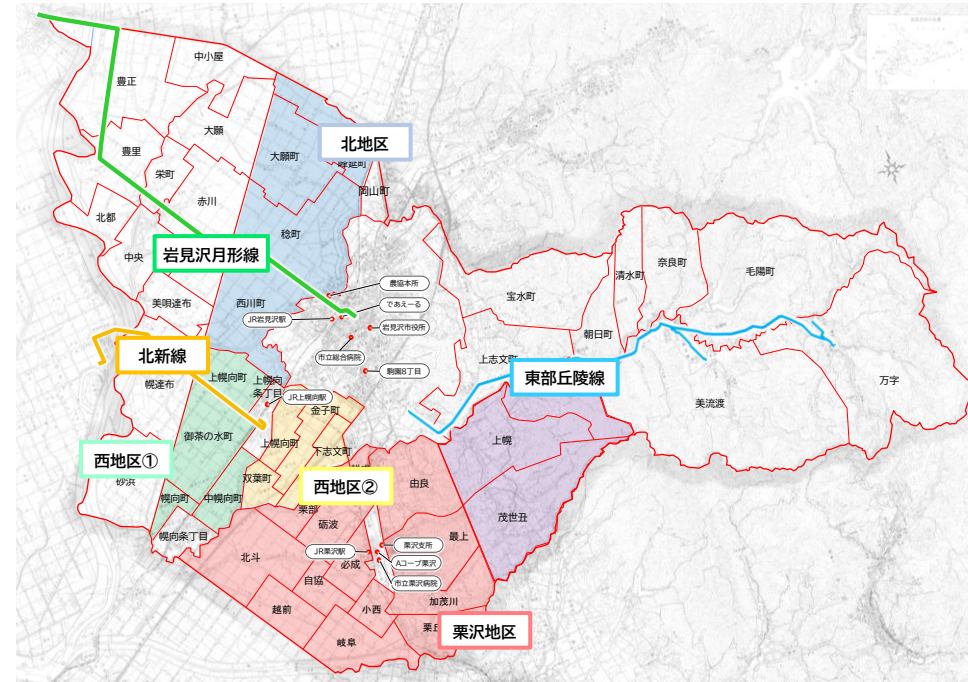 中小屋
豊正
大願
豊里
大願町
北地区
栄町
岡山町
赤川
北都
稔町
中央
岩見沢月形線
奈良町
毛陽町
清水町
農協本所
宝水町
美唄達布
西川町
であえーる
JR岩見沢駅
岩見沢市役所
朝日町
北新線
市立総合病院
上志文町
駒園8丁目
東部丘陵線
万字
幌達布
上幌向町
上幌向
条丁目
JR上幌向駅
美流渡
金子町
御茶の水町
上幌向町
上幌
下志文町
西地区①
砂浜
双葉町
西地区②
由良
幌向町
中幌向町
栗部
茂世丑
砺波
幌向条丁目
最上
栗沢支所
北斗
JR栗沢駅
必成
Aコープ栗沢
自協
市立栗沢病院
越前
小西
加茂川
岐阜
栗沢地区